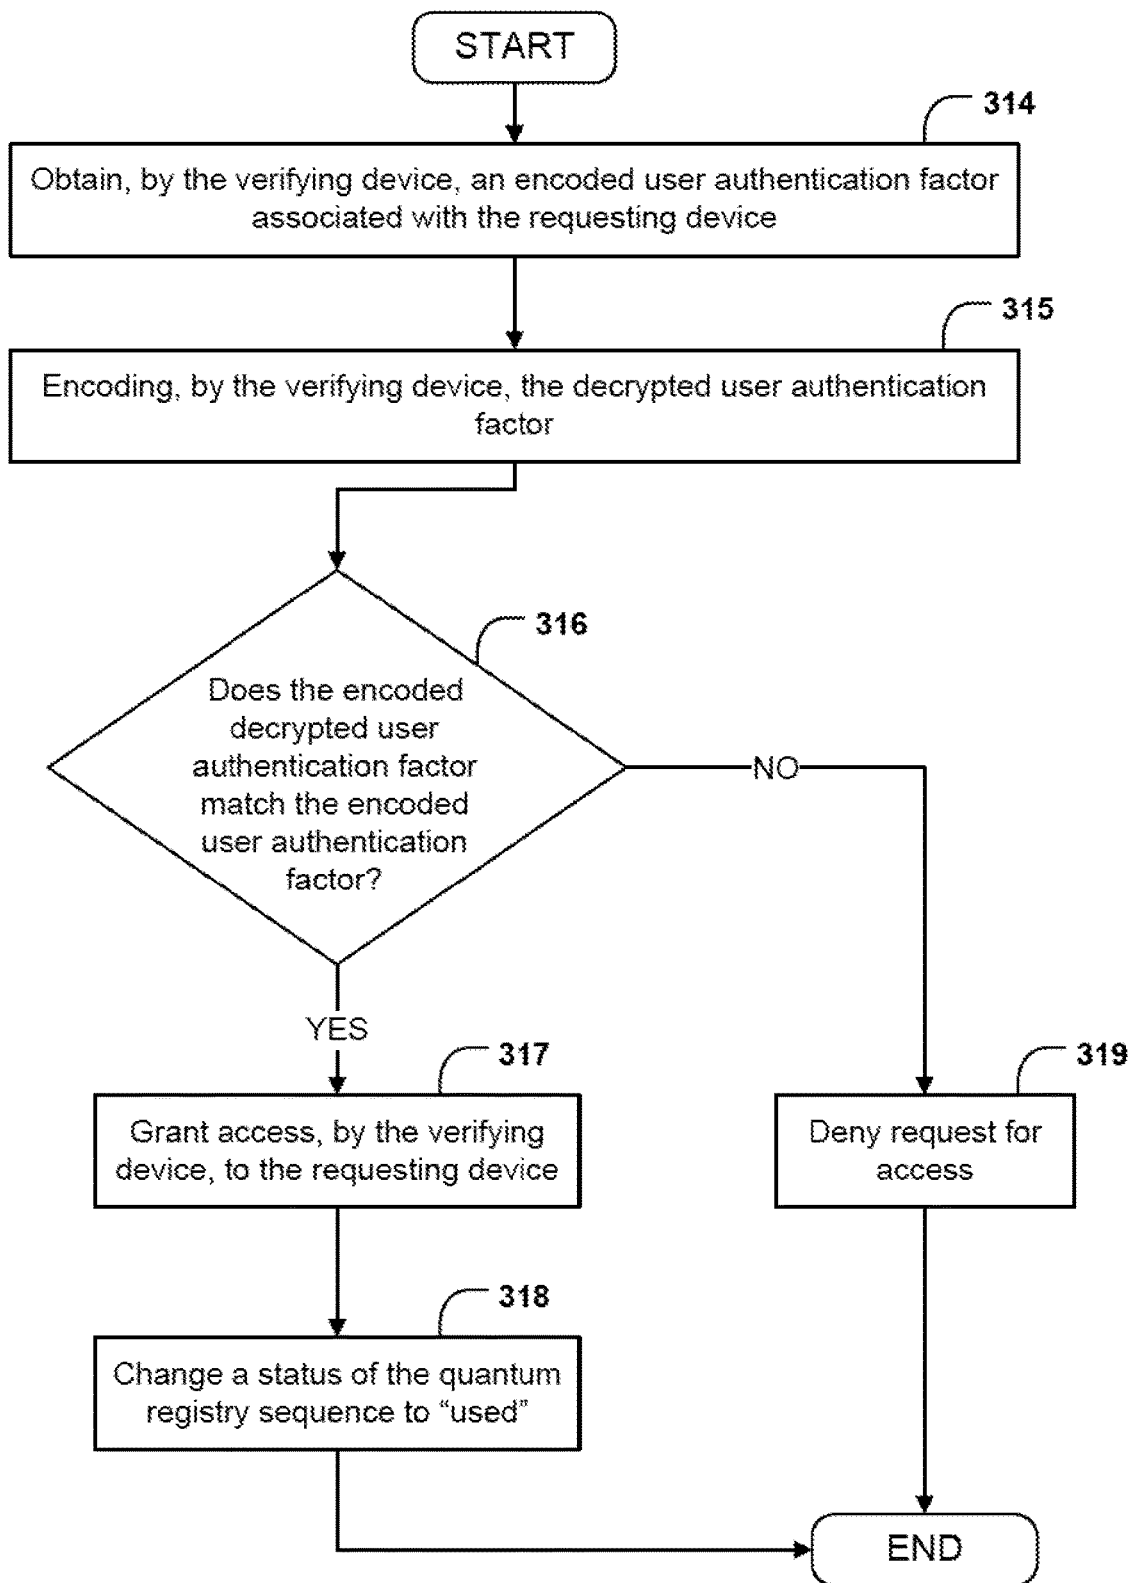 START
314
Obtain, by the verifying device, an encoded user authentication factor
associated with the requesting device
315
Encoding, by the verifying device, the decrypted user authentication
factor
316
Does the encoded
decrypted user
authentication factor
match the encoded
user authentication
factor?
NO
YES
317
Grant access, by the verifying
device, to the requesting device
319
Deny request for
access
318
Change a status of the quantum
registry sequence to “used”
END